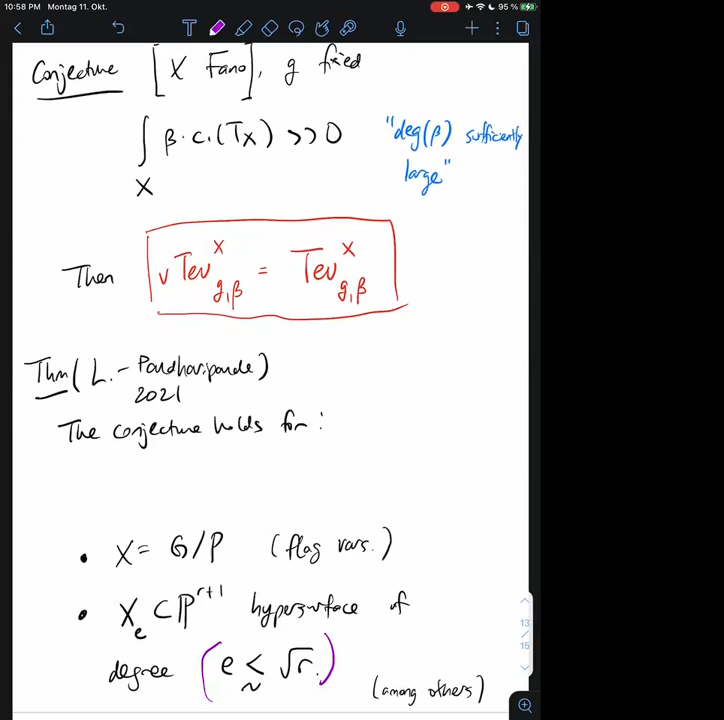 10:58 PM Montag 11. Okt.
95 %
Conjecture [X Fano], g fixed
∫_X β·c₁(T_X) >> 0 "deg(β) sufficiently large"
Then vTev^X_{g,β} = Tev^X_{g,β}
Thm (L. - Pandharipande)
2021
The conjecture holds for:
• X = G/P (flag vars.)
• X_e ⊂ ℙ^{r+1} hypersurface of
degree (e ≲ √r.)
(among others)
13
/
15